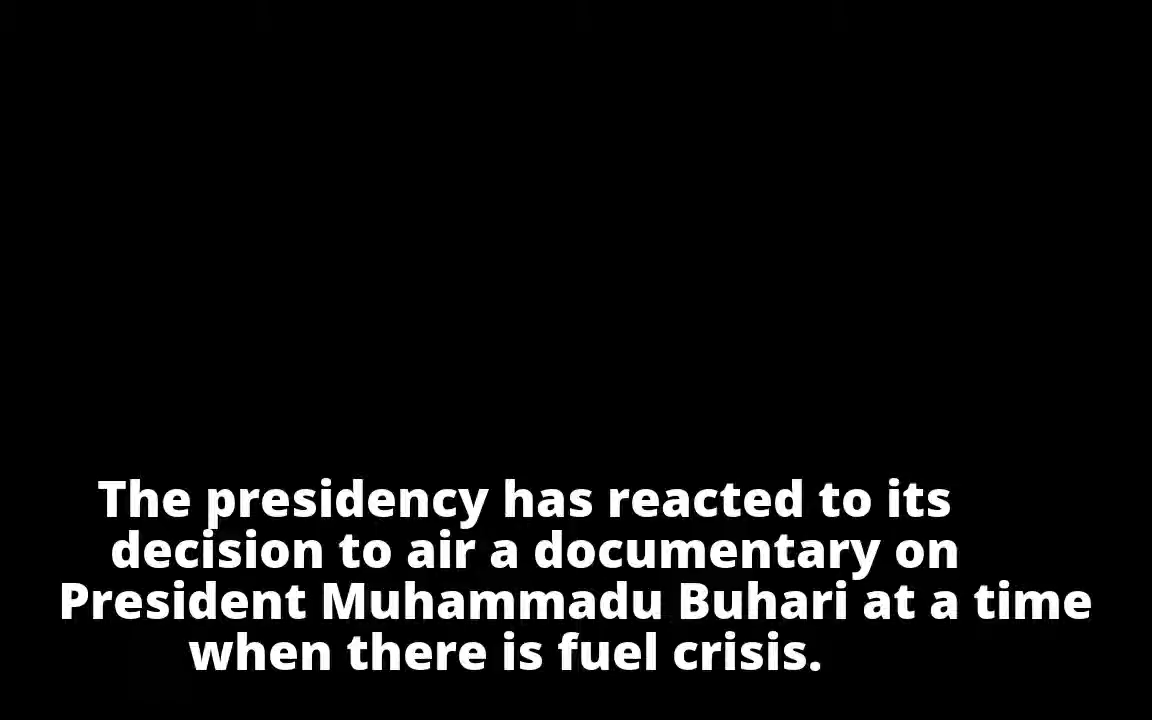 The presidency has reacted to its
decision to air a documentary on
President Muhammadu Buhari at a time
when there is fuel crisis.